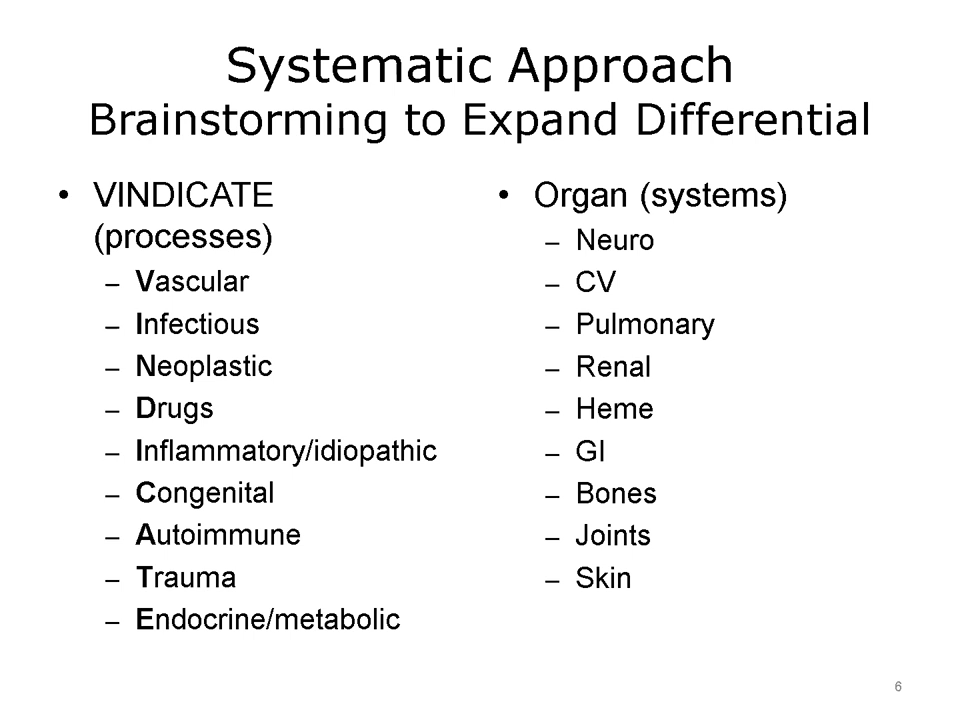 Systematic Approach
Brainstorming to Expand Differential
• VINDICATE
(processes)
– Vascular
– Infectious
– Neoplastic
– Drugs
– Inflammatory/idiopathic
– Congenital
– Autoimmune
– Trauma
– Endocrine/metabolic
• Organ (systems)
– Neuro
– CV
– Pulmonary
– Renal
– Heme
– GI
– Bones
– Joints
– Skin
6